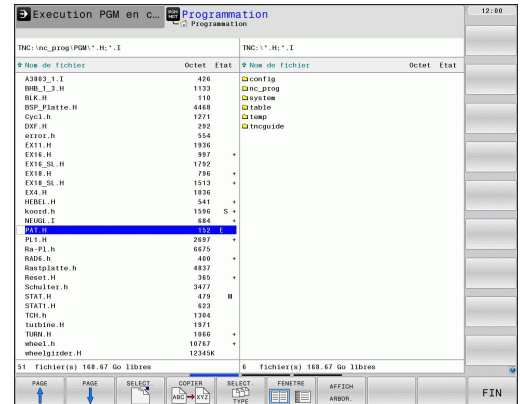 Execution PGM en c...
PGM
MGT
Programmation
Programmation
12:00
TNC:\nc_prog\PGM\*.H;*.I
TNC:\*.H;*.I
Nom de fichier Octet Etat
Nom de fichier Octet Etat
A3803_1.I 426
BHB_1_3.H 1133
BLK.H 110
BSP_Platte.H 4468
Cycl.h 1271
DXF.H 292
error.h 554
EX11.H 1936
EX16.H 997 +
EX16_SL.H 1792
EX18.H 796 +
EX18_SL.H 1513 +
EX4.H 1036
HEBEL.H 541 +
koord.h 1596 S +
NEUGL.I 684 +
PAT.H 152 E
PL1.H 2697 +
Ra-Pl.h 6675
RAD6.h 400 +
Rastplatte.h 4837
Reset.H 365 +
Schulter.h 3477
STAT.H 479 M
STAT1.H 623
TCH.h 1304
turbine.H 1971
TURN.H 1066 +
wheel.h 10767 +
wheelgirder.H 12345K
config
nc_prog
system
table
temp
tncguide
51 fichier(s) 168.67 Go libres
6 fichier(s) 168.67 Go libres
PAGE
PAGE
SELECT.
COPIER
ABC XYZ
SELECT.
TYPE
FENETRE
AFFICH
ARBOR.
FIN